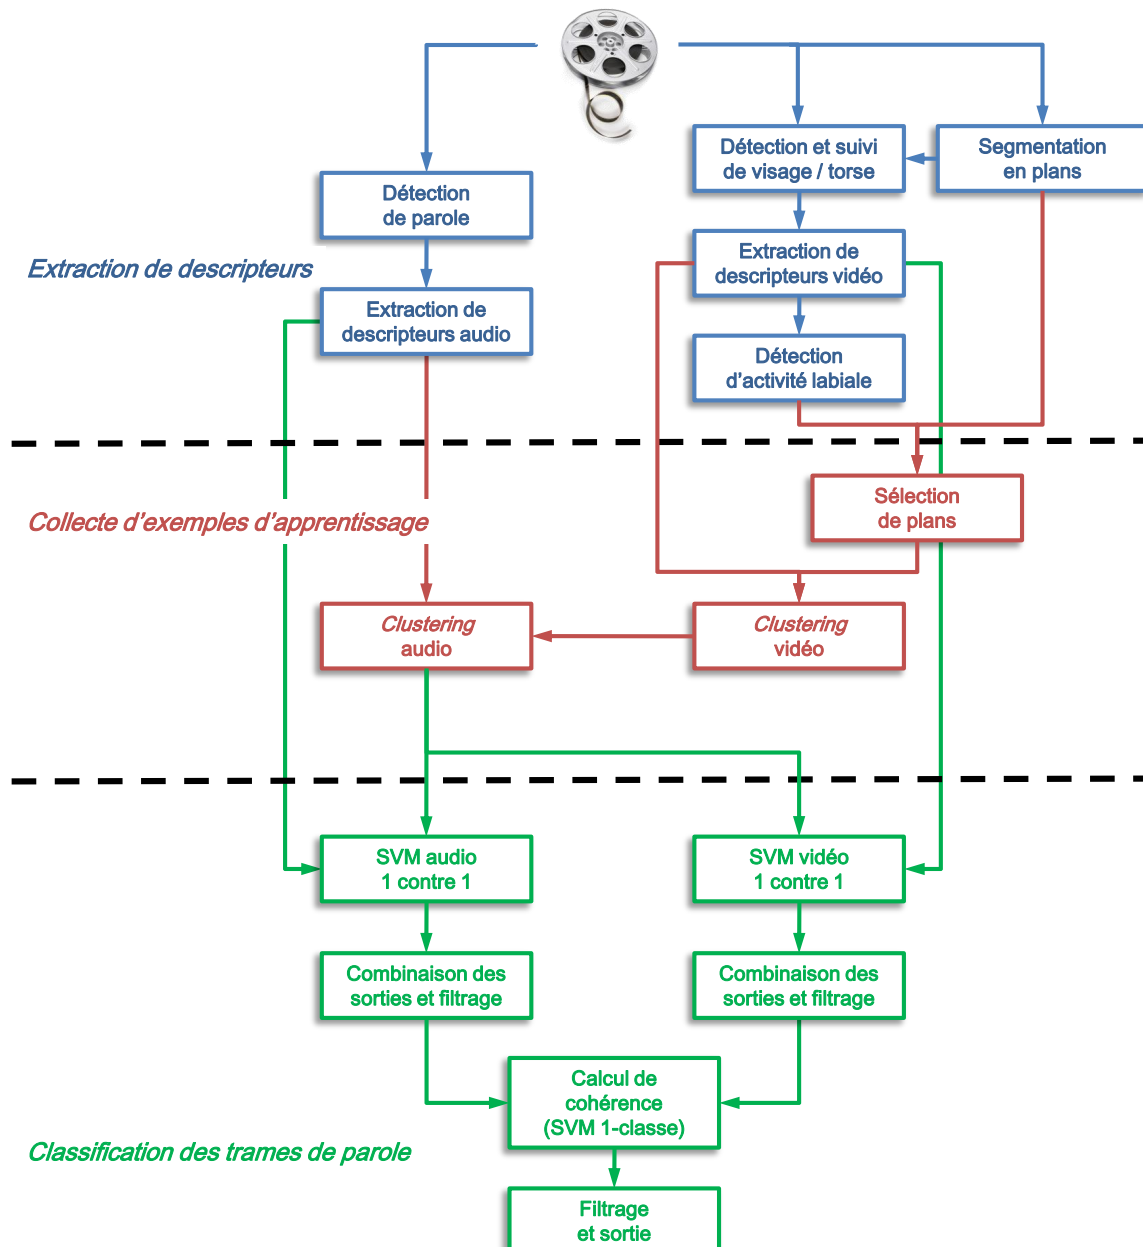 Détection et suivi
de visage / torse
Segmentation
en plans
Détection
de parole
Extraction de
descripteurs vidéo
Extraction de descripteurs
Extraction de
descripteurs audio
Détection
d'activité labiale
Sélection
de plans
Collecte d'exemples d'apprentissage
Clustering
audio
Clustering
vidéo
SVM audio
1 contre 1
SVM vidéo
1 contre 1
Combinaison des
sorties et filtrage
Combinaison des
sorties et filtrage
Calcul de
cohérence
(SVM 1-classe)
Classification des trames de parole
Filtrage
et sortie